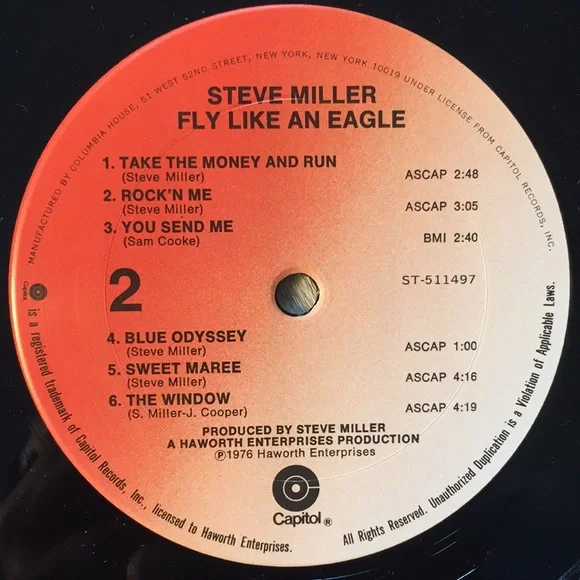 MANUFACTURED BY COLUMBIA HOUSE, 51 WEST 52ND STREET, NEW YORK, NEW YORK 10019 UNDER LICENSE FROM CAPITOL RECORDS, INC.
STEVE MILLER
FLY LIKE AN EAGLE
1. TAKE THE MONEY AND RUN
(Steve Miller) ASCAP 2:48
2. ROCK'N ME
(Steve Miller) ASCAP 3:05
3. YOU SEND ME
(Sam Cooke) BMI 2:40
2
ST-511497
4. BLUE ODYSSEY
(Steve Miller) ASCAP 1:00
5. SWEET MAREE
(Steve Miller) ASCAP 4:16
6. THE WINDOW
(S. Miller-J. Cooper) ASCAP 4:19
PRODUCED BY STEVE MILLER
A HAWORTH ENTERPRISES PRODUCTION
℗1976 Haworth Enterprises
Capitol®
Capitol is a registered trademark of Capitol Records, Inc., licensed to Haworth Enterprises. All Rights Reserved. Unauthorized Duplication is a Violation of Applicable Laws.